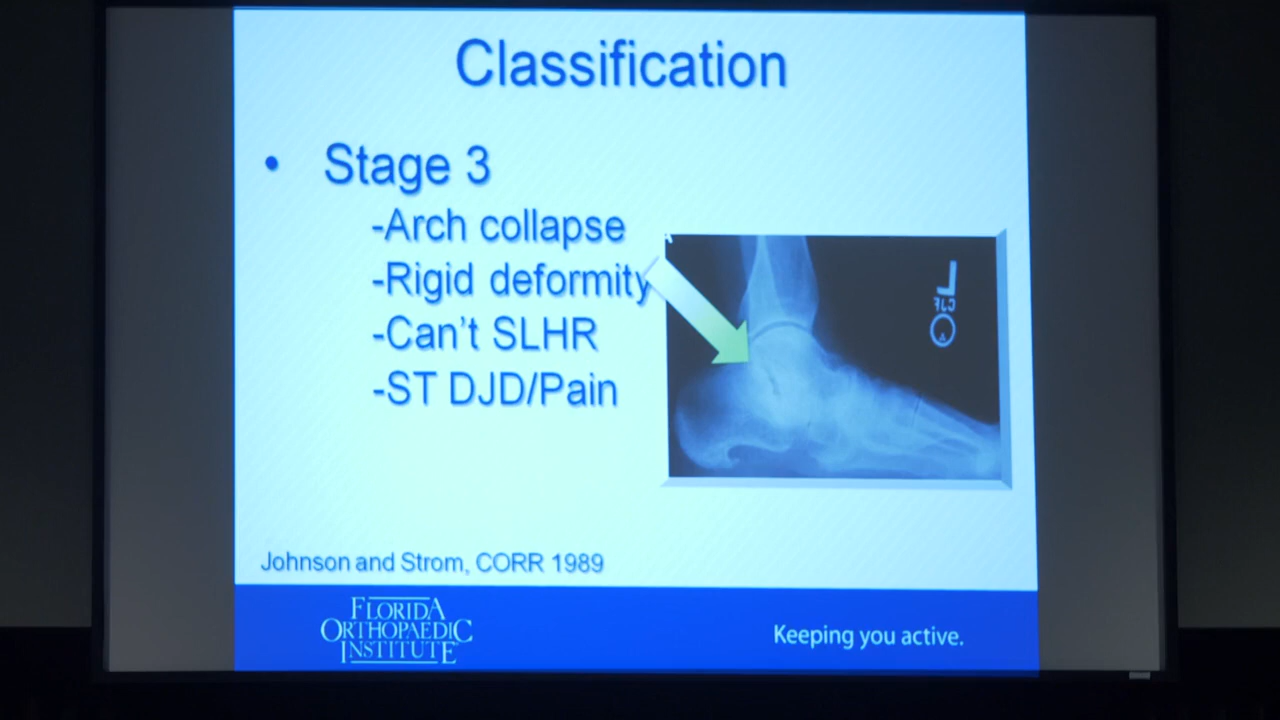 Classification
• Stage 3
-Arch collapse
-Rigid deformity
-Can't SLHR
-ST DJD/Pain
L
Johnson and Strom, CORR 1989
FLORIDA
ORTHOPAEDIC
INSTITUTE
Keeping you active.